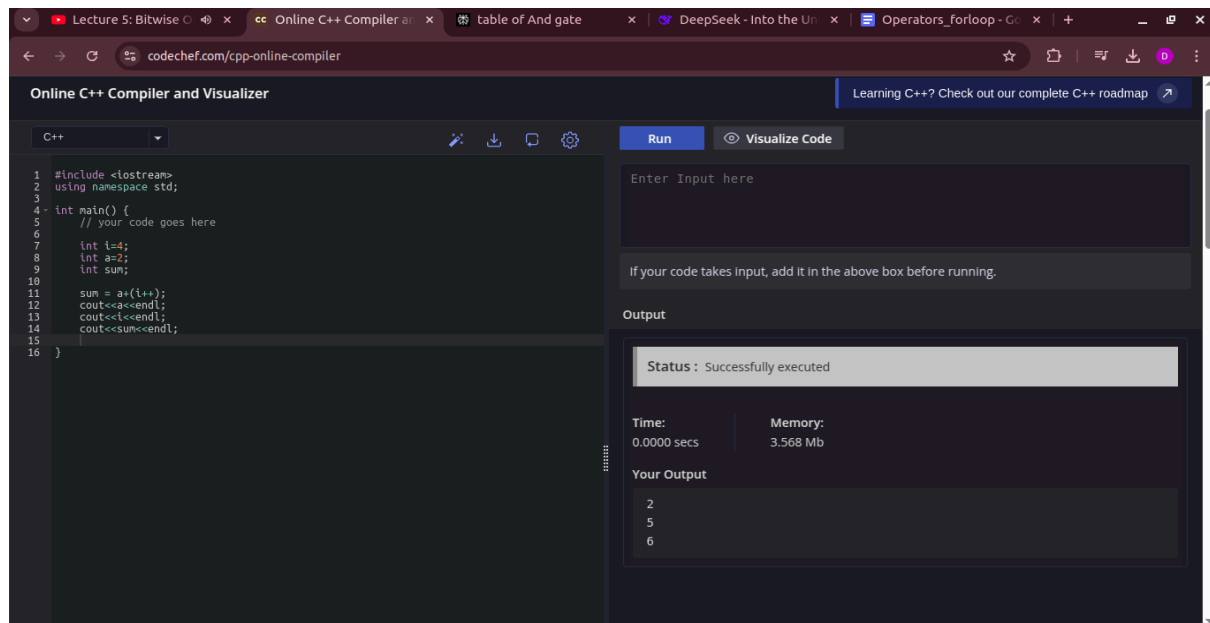 Lecture 5: Bitwise O
Online C++ Compiler an
table of And gate
DeepSeek - Into the Un
Operators_forloop - Go
codechef.com/cpp-online-compiler
D
Online C++ Compiler and Visualizer
Learning C++? Check out our complete C++ roadmap
C++
Run
Visualize Code
1 #include <iostream>
2 using namespace std;
3
4 int main() {
5 // your code goes here
6
7 int i=4;
8 int a=2;
9 int sum;
10
11 sum = a+(i++);
12 cout<<a<<endl;
13 cout<<i<<endl;
14 cout<<sum<<endl;
15
16 }
Enter Input here
If your code takes input, add it in the above box before running.
Output
Status : Successfully executed
Time: Memory:
0.0000 secs 3.568 Mb
Your Output
2
5
6